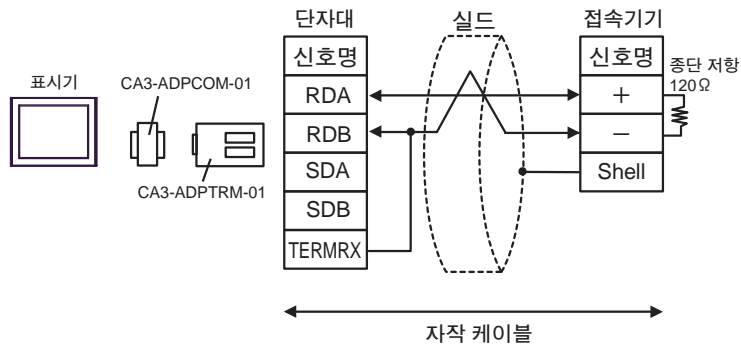 표시기
CA3-ADPCOM-01
CA3-ADPTRM-01
단자대
신호명
RDA
RDB
SDA
SDB
TERMRX
실드
접속기기
신호명
+
−
Shell
종단 저항
120Ω
자작 케이블